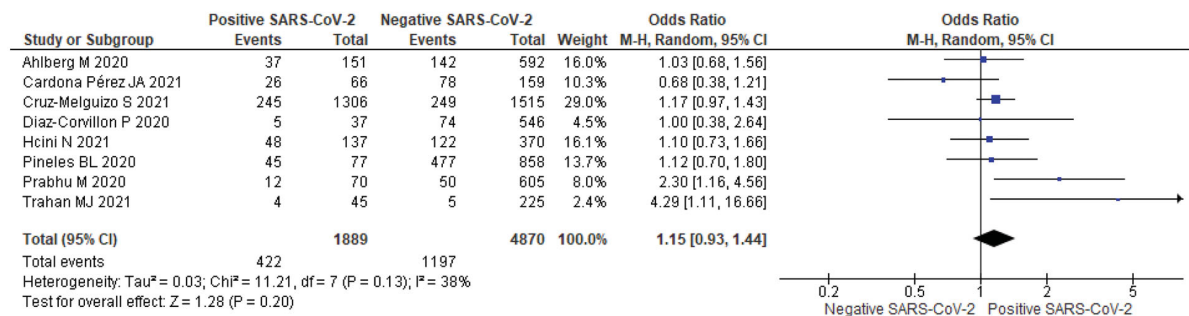 Positive SARS-CoV-2 Negative SARS-CoV-2 Odds Ratio Odds Ratio
Study or Subgroup Events Total Events Total Weight M-H, Random, 95% CI M-H, Random, 95% CI
Ahlberg M 2020 37 151 142 592 16.0% 1.03 [0.68, 1.56]
Cardona Pérez JA 2021 26 66 78 159 10.3% 0.68 [0.38, 1.21]
Cruz-Melguizo S 2021 245 1306 249 1515 29.0% 1.17 [0.97, 1.43]
Diaz-Corvillon P 2020 5 37 74 546 4.5% 1.00 [0.38, 2.64]
Hcini N 2021 48 137 122 370 16.1% 1.10 [0.73, 1.66]
Pineles BL 2020 45 77 477 858 13.7% 1.12 [0.70, 1.80]
Prabhu M 2020 12 70 50 605 8.0% 2.30 [1.16, 4.56]
Trahan MJ 2021 4 45 5 225 2.4% 4.29 [1.11, 16.66]
Total (95% CI) 1889 4870 100.0% 1.15 [0.93, 1.44]
Total events 422 1197
Heterogeneity: Tau² = 0.03; Chi² = 11.21, df = 7 (P = 0.13); I² = 38%
Test for overall effect: Z = 1.28 (P = 0.20)
0.2 0.5 1 2 5
Negative SARS-CoV-2 Positive SARS-CoV-2